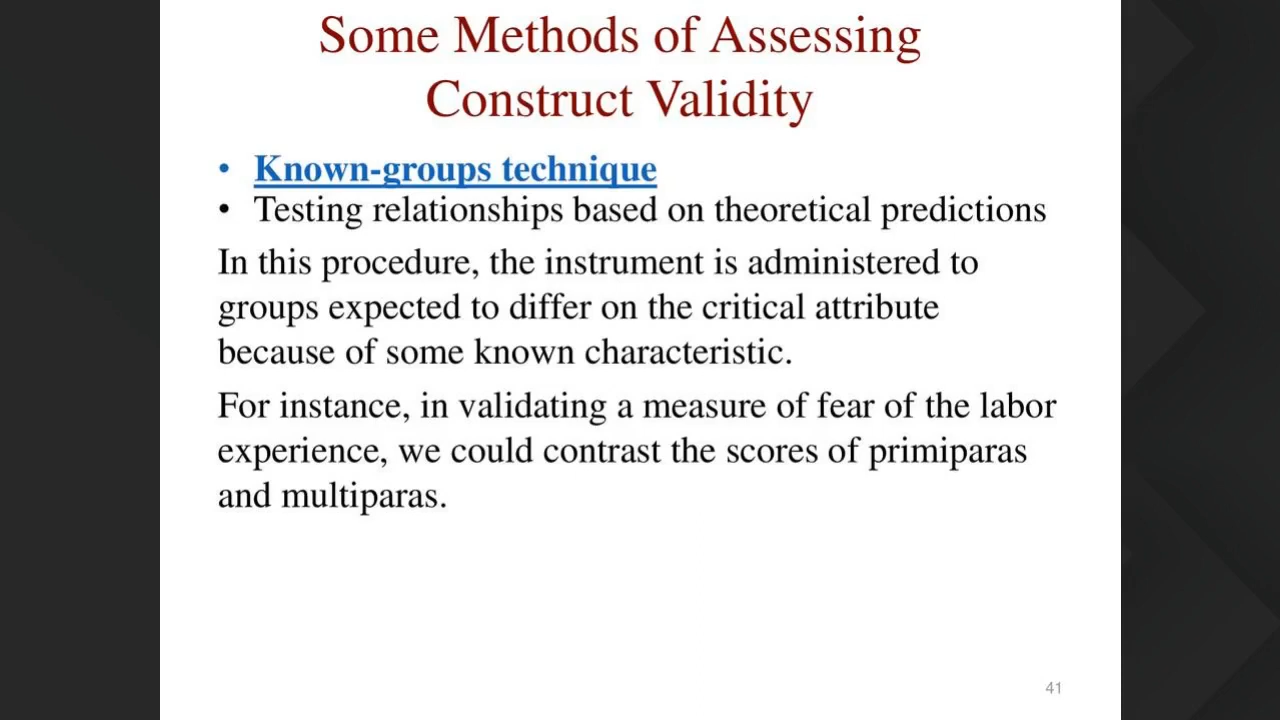 Some Methods of Assessing
Construct Validity
• Known-groups technique
• Testing relationships based on theoretical predictions
In this procedure, the instrument is administered to
groups expected to differ on the critical attribute
because of some known characteristic.
For instance, in validating a measure of fear of the labor
experience, we could contrast the scores of primiparas
and multiparas.
41